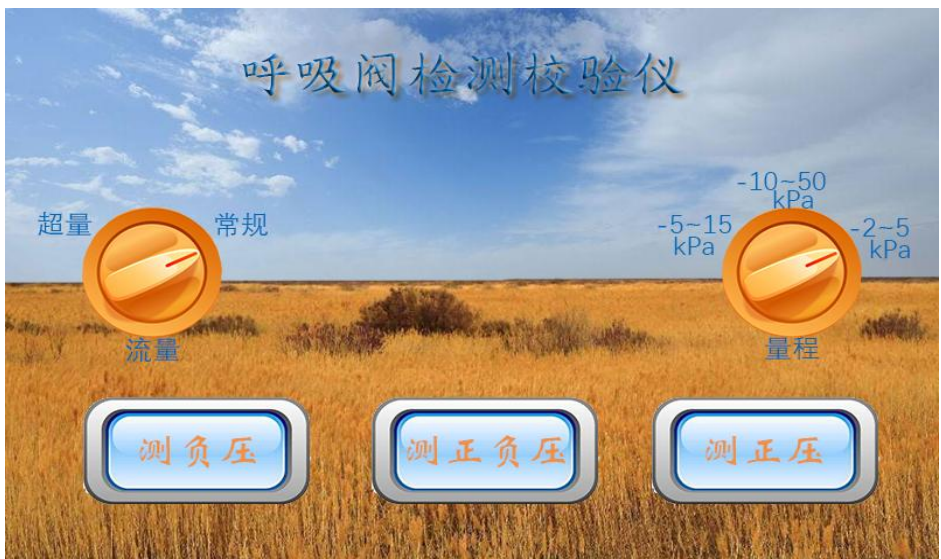 呼吸阀检测校验仪
超量
常规
流量
-10~50
kPa
-5~15
kPa
-2~5
kPa
量程
测负压
测正负压
测正压